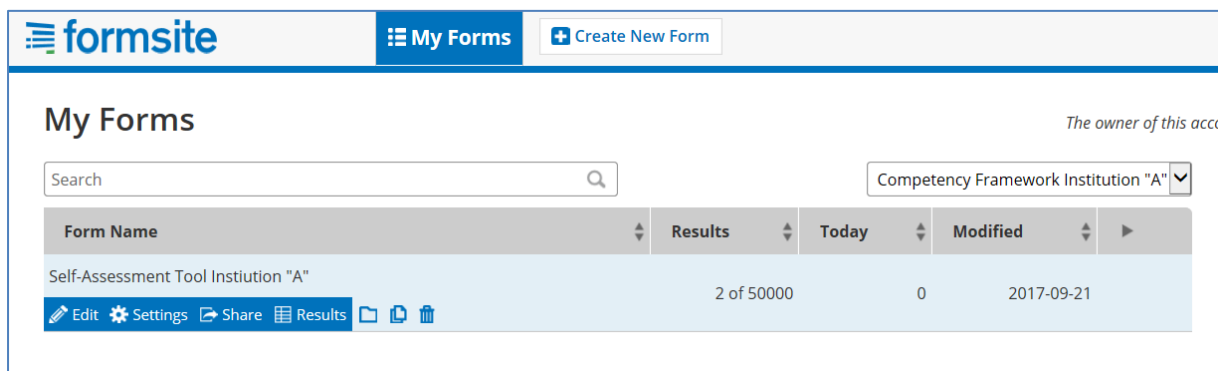 formsite My Forms Create New Form
My Forms
The owner of this acco
Search Competency Framework Institution "A"
Form Name Results Today Modified
Self-Assessment Tool Instiution "A"
2 of 50000 0 2017-09-21
Edit Settings Share Results